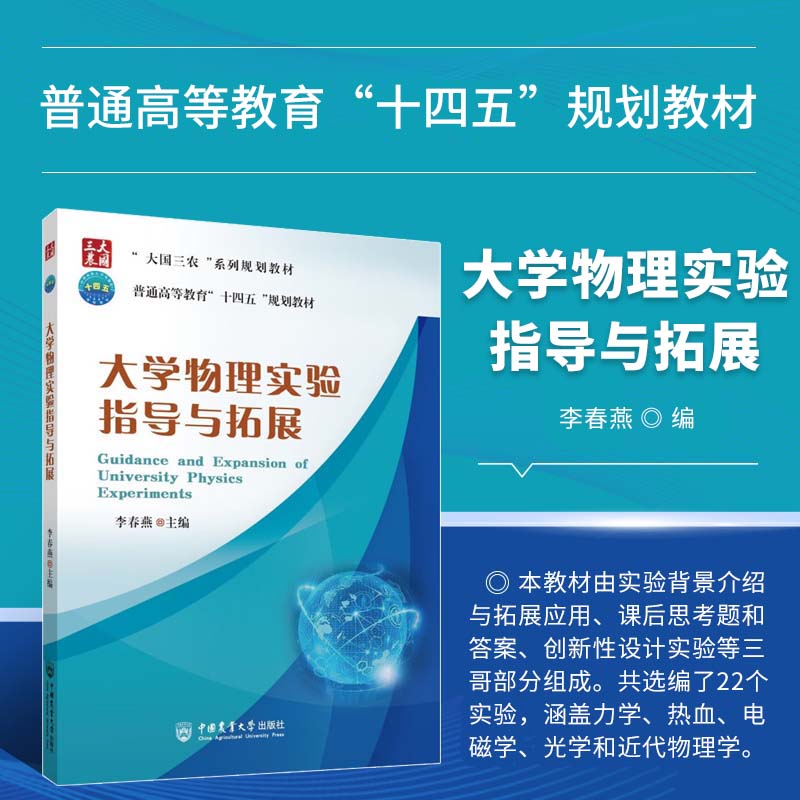 普通高等教育“十四五”规划教材
大学物理实验
指导与拓展
李春燕 ◎ 编
◎ 本教材由实验背景介绍
与拓展应用、课后思考题和
答案、创新性设计实验等三
哥部分组成。共选编了22个
实验，涵盖力学、热血、电
磁学、光学和近代物理学。
大国三农
“大国三农”系列规划教材
十四五
普通高等教育“十四五”规划教材
大学物理实验
指导与拓展
Guidance and Expansion of
University Physics
Experiments
李春燕 主编
中国农业大学出版社
China Agricultural University Press
十四五
大学物理实验指导与拓展
李春燕 主编